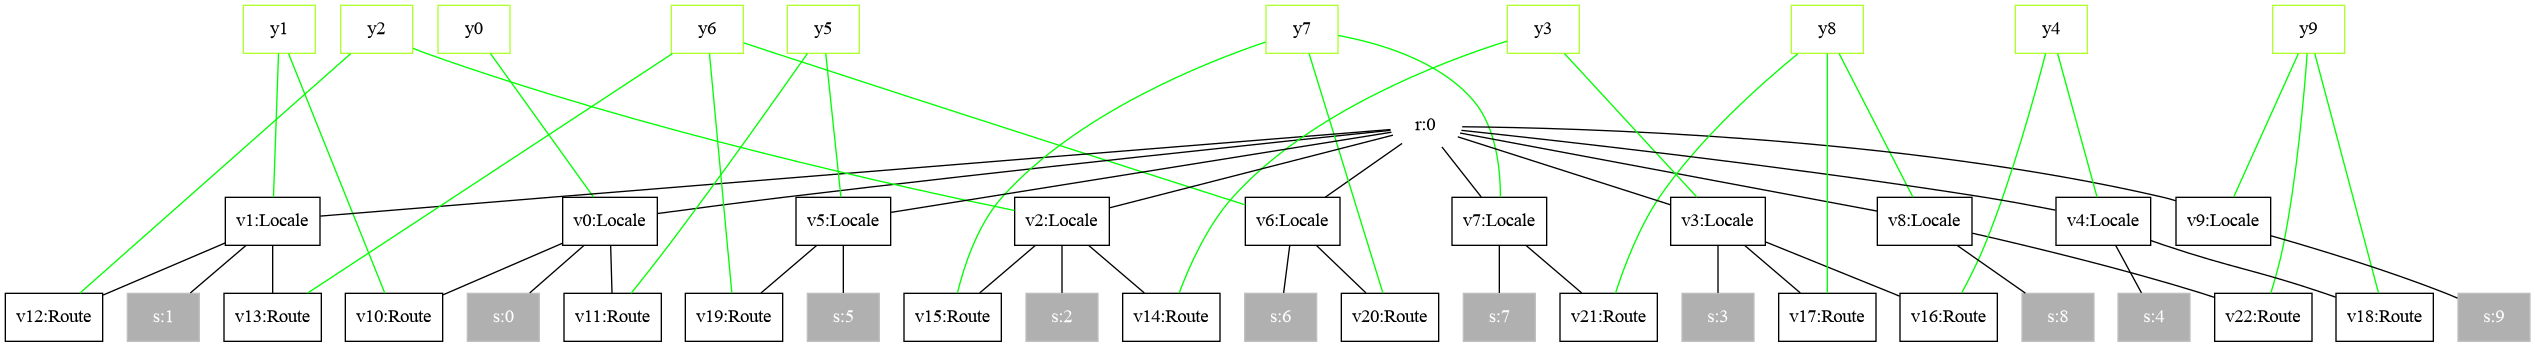 y1 y2 y0 y6 y5 y7 y3 y8 y4 y9
r:0
v1:Locale v0:Locale v5:Locale v2:Locale v6:Locale v7:Locale v3:Locale v8:Locale v4:Locale v9:Locale
v12:Route s:1 v13:Route v10:Route s:0 v11:Route v19:Route s:5 v15:Route s:2 v14:Route s:6 v20:Route s:7 v21:Route s:3 v17:Route v16:Route s:8 s:4 v22:Route v18:Route s:9